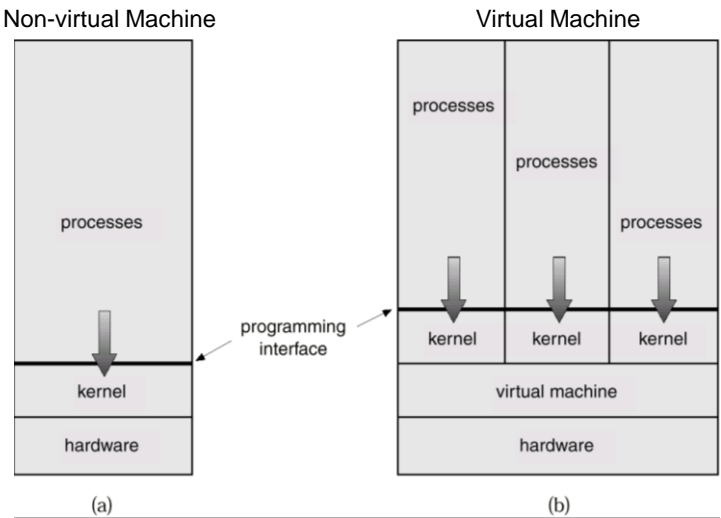 Non-virtual Machine
Virtual Machine
processes
programming
interface
kernel
hardware
(a)
processes
processes
processes
kernel
kernel
kernel
virtual machine
hardware
(b)